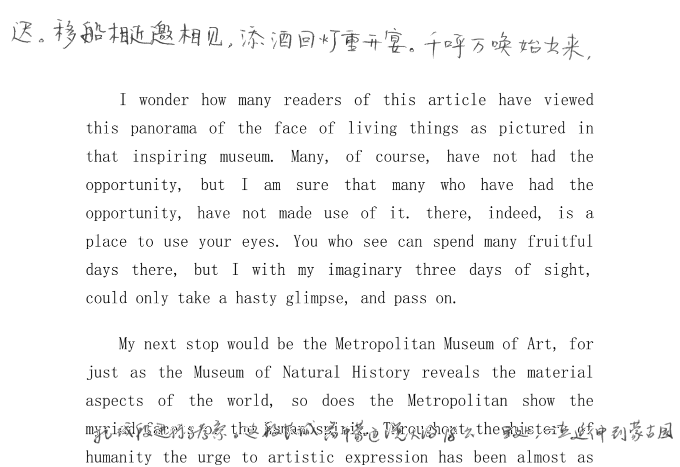 迟。移船相近邀相见，添酒回灯重开宴。千呼万唤始出来，
I wonder how many readers of this article have viewed
this panorama of the face of living things as pictured in
that inspiring museum. Many, of course, have not had the
opportunity, but I am sure that many who have had the
opportunity, have not made use of it. there, indeed, is a
place to use your eyes. You who see can spend many fruitful
days there, but I with my imaginary three days of sight,
could only take a hasty glimpse, and pass on.
My next stop would be the Metropolitan Museum of Art, for
just as the Museum of Natural History reveals the material
aspects of the world, so does the Metropolitan show the
myriad facets of the human spirit. Throughout the history of
humanity the urge to artistic expression has been almost as